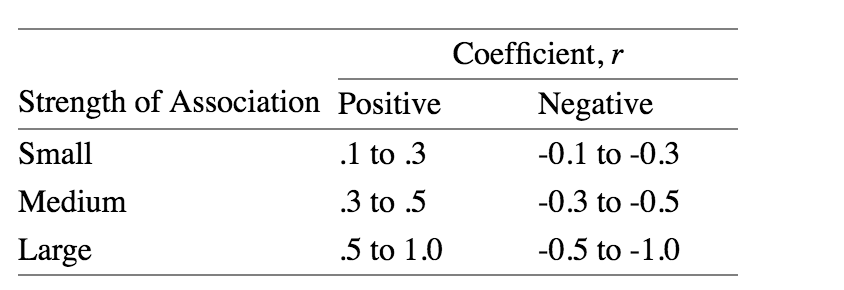 Coefficient, r
Strength of Association Positive Negative
Small .1 to .3 -0.1 to -0.3
Medium .3 to .5 -0.3 to -0.5
Large .5 to 1.0 -0.5 to -1.0